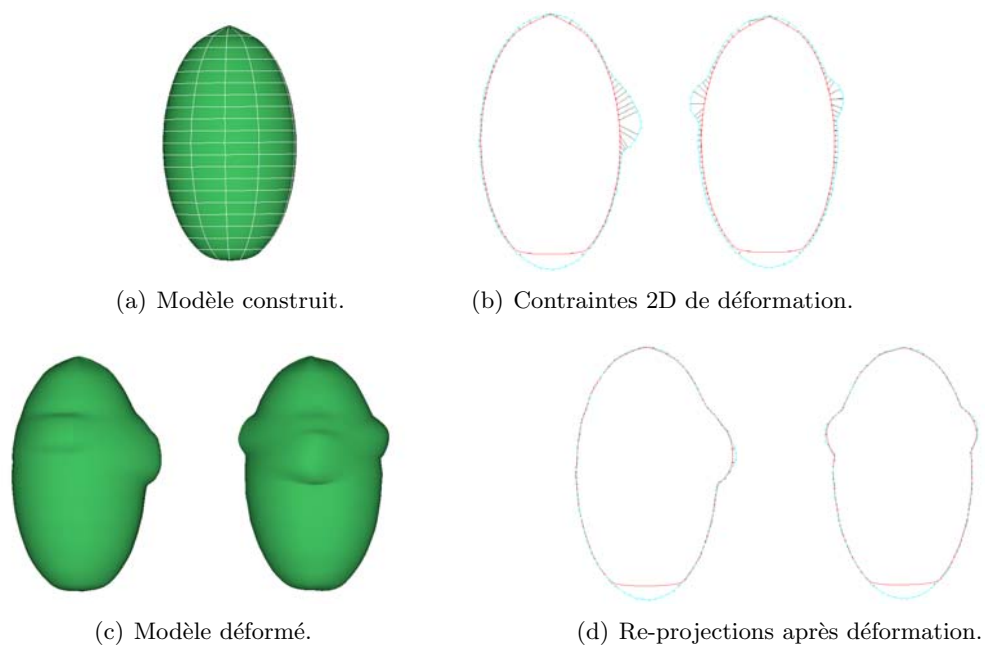 (a) Modèle construit.
(b) Contraintes 2D de déformation.
(c) Modèle déformé.
(d) Re-projections après déformation.